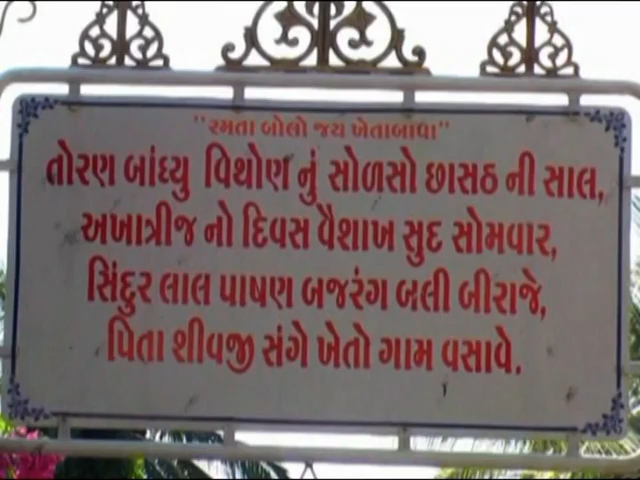 "રમતા બોલો જય ખેતાબાવા"
તોરણ બાંધ્યુ વિથોણ નું સોળસો છાસઠ ની સાલ,
અખાત્રીજ નો દિવસ વૈશાખ સુદ સોમવાર,
સિંદુર લાલ પાષણ બજરંગ બલી બીરાજે,
પિતા શીવજી સંગે ખેતો ગામ વસાવે.